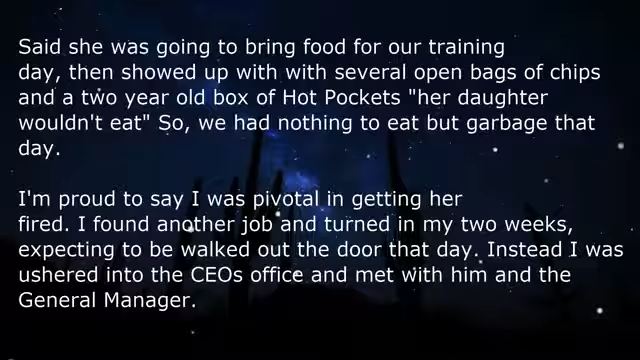 Said she was going to bring food for our training
day, then showed up with with several open bags of chips
and a two year old box of Hot Pockets "her daughter
wouldn't eat" So, we had nothing to eat but garbage that
day.
I'm proud to say I was pivotal in getting her
fired. I found another job and turned in my two weeks,
expecting to be walked out the door that day. Instead I was
ushered into the CEOs office and met with him and the
General Manager.